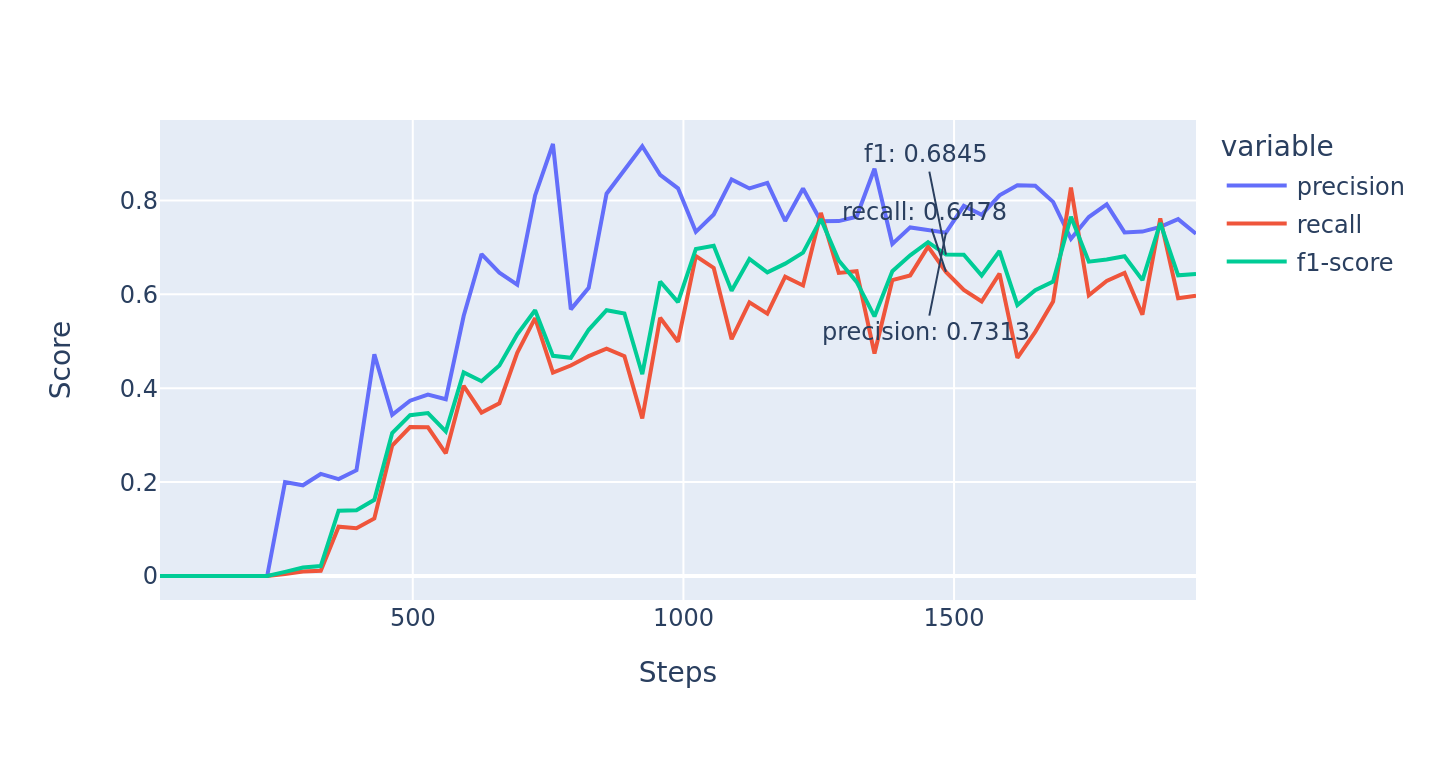 f1: 0.6845
recall: 0.6478
precision: 0.7313
variable
precision
recall
f1-score
Score
0.8
0.6
0.4
0.2
0
500
1000
1500
Steps